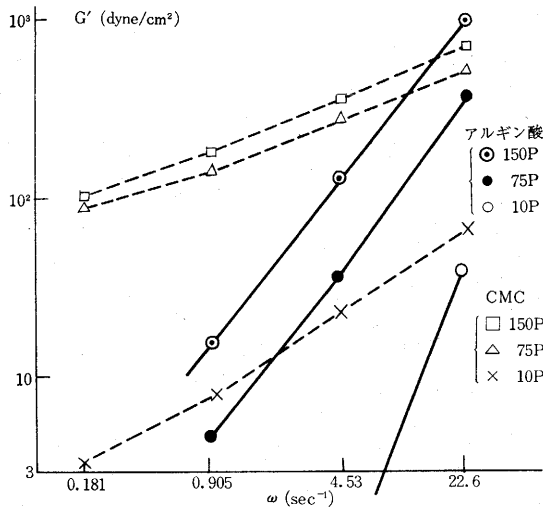 G′ (dyne/cm²)
10³
10²
10
3
0.181
0.905
4.53
22.6
ω (sec⁻¹)
アルギン酸
150P
75P
10P
CMC
150P
75P
10P